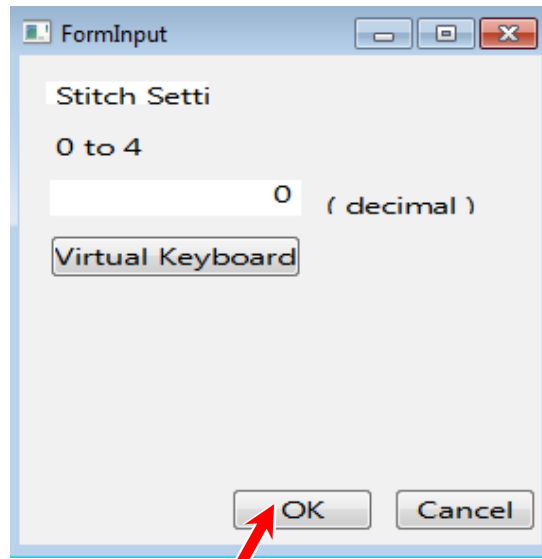 FormInput
Stitch Setti
0 to 4
0 ( decimal )
Virtual Keyboard
OK Cancel